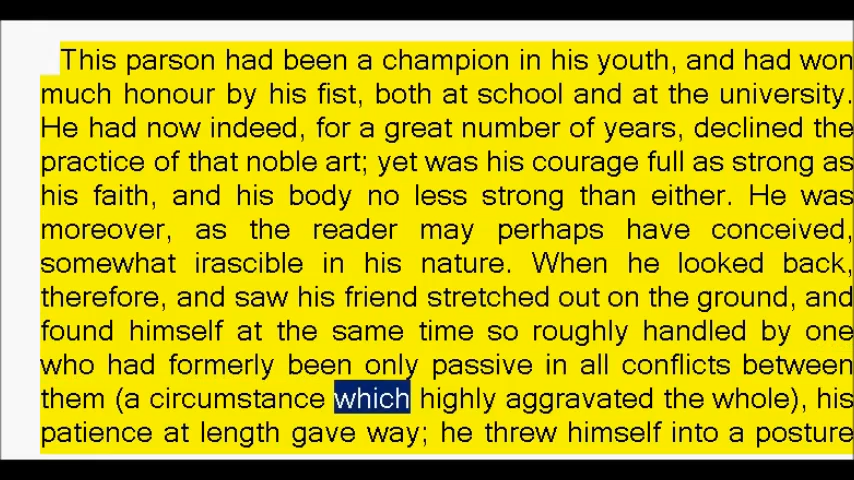 This parson had been a champion in his youth, and had won
much honour by his fist, both at school and at the university.
He had now indeed, for a great number of years, declined the
practice of that noble art; yet was his courage full as strong as
his faith, and his body no less strong than either. He was
moreover, as the reader may perhaps have conceived,
somewhat irascible in his nature. When he looked back,
therefore, and saw his friend stretched out on the ground, and
found himself at the same time so roughly handled by one
who had formerly been only passive in all conflicts between
them (a circumstance which highly aggravated the whole), his
patience at length gave way; he threw himself into a posture